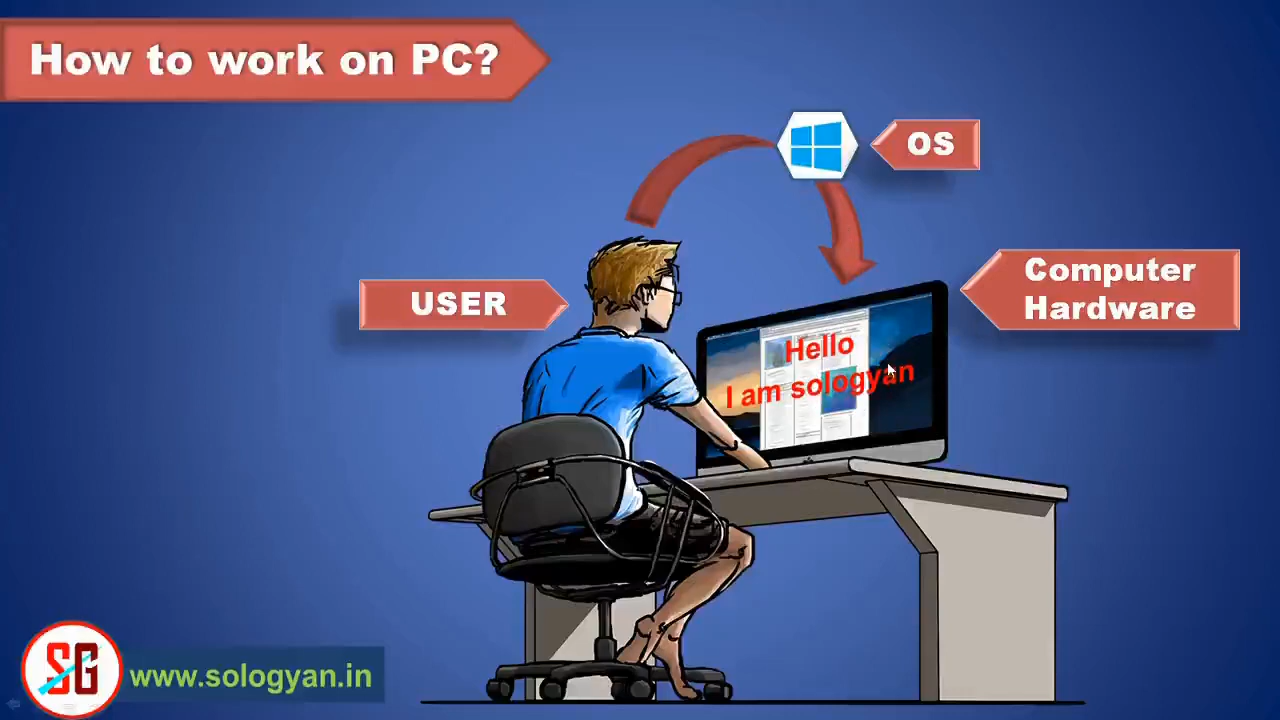 How to work on PC?
OS
Computer
Hardware
USER
Hello
I am sologyan
SG
www.sologyan.in